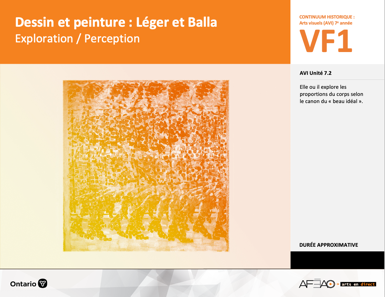 Dessin et peinture : Léger et Balla
Exploration / Perception
CONTINUUM HISTORIQUE :
Arts visuels (AVI) 7e année
VF1
AVI Unité 7.2
Elle ou il explore les
proportions du corps selon
le canon du « beau idéal ».
DURÉE APPROXIMATIVE
Ontario
AFEAO
arts en direct